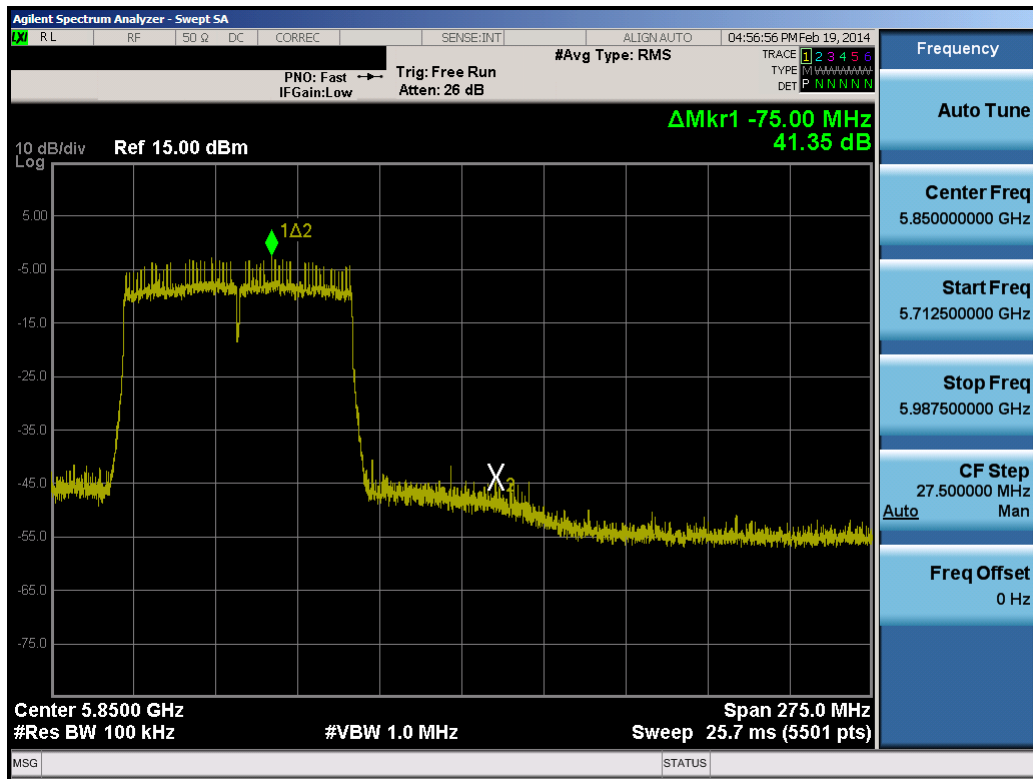 Agilent Spectrum Analyzer - Swept SA
LXI RL RF 50 Ω DC CORREC SENSE:INT ALIGN AUTO 04:56:56 PM Feb 19, 2014
#Avg Type: RMS
TRACE 1 2 3 4 5 6
PNO: Fast Trig: Free Run
TYPE M W W W W W
IFGain:Low Atten: 26 dB
DET P N N N N N
ΔMkr1 -75.00 MHz
41.35 dB
10 dB/div Ref 15.00 dBm
Log
5.00
1Δ2
-5.00
-15.0
-25.0
-35.0
-45.0
X2
-55.0
-65.0
-75.0
Center 5.8500 GHz Span 275.0 MHz
#Res BW 100 kHz #VBW 1.0 MHz Sweep 25.7 ms (5501 pts)
MSG STATUS
Frequency
Auto Tune
Center Freq
5.850000000 GHz
Start Freq
5.712500000 GHz
Stop Freq
5.987500000 GHz
CF Step
27.500000 MHz
Auto Man
Freq Offset
0 Hz